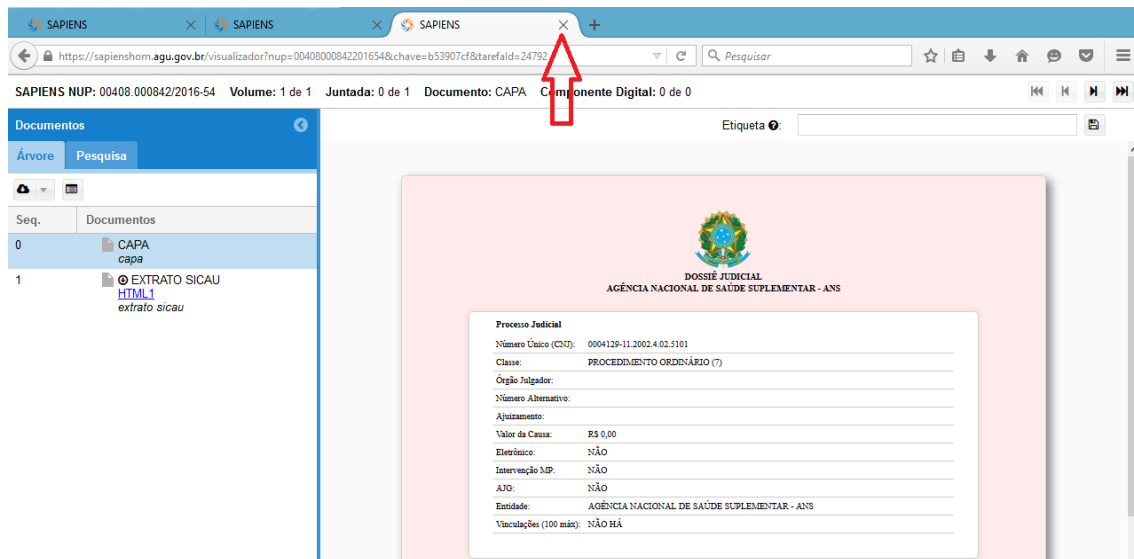 SAPIENS
SAPIENS
SAPIENS
https://sapienshom.agu.gov.br/visualizador?nup=00408000842201654&chave=b53907cf&tarefaId=24792
Pesquisar
SAPIENS NUP: 00408.000842/2016-54 Volume: 1 de 1 Juntada: 0 de 1 Documento: CAPA Componente Digital: 0 de 0
Documentos
Etiqueta
Árvore Pesquisa
Seq. Documentos
0 CAPA
capa
1 EXTRATO SICAU
HTML1
extrato sicau
DOSSIÊ JUDICIAL
AGÊNCIA NACIONAL DE SAÚDE SUPLEMENTAR - ANS
Processo Judicial
Número Único (CNJ): 0004129-11.2002.4.02.5101
Classe: PROCEDIMENTO ORDINÁRIO (7)
Órgão Julgador:
Número Alternativo:
Ajuizamento:
Valor da Causa: R$ 0,00
Eletrônico: NÃO
Intervenção MP: NÃO
AJG: NÃO
Entidade: AGÊNCIA NACIONAL DE SAÚDE SUPLEMENTAR - ANS
Vinculações (100 máx): NÃO HÁ